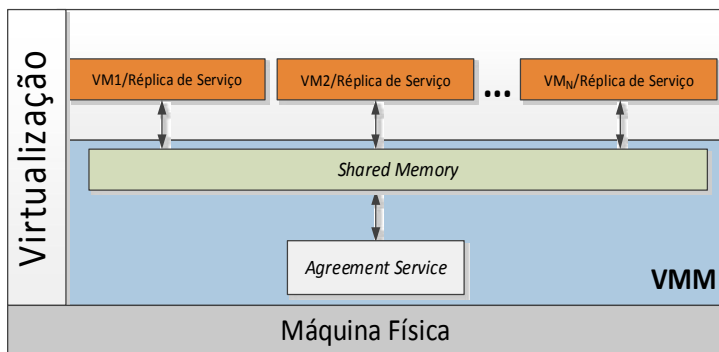 Virtualização
VM1/Réplica de Serviço
VM2/Réplica de Serviço
...
VMN/Réplica de Serviço
Shared Memory
Agreement Service
VMM
Máquina Física